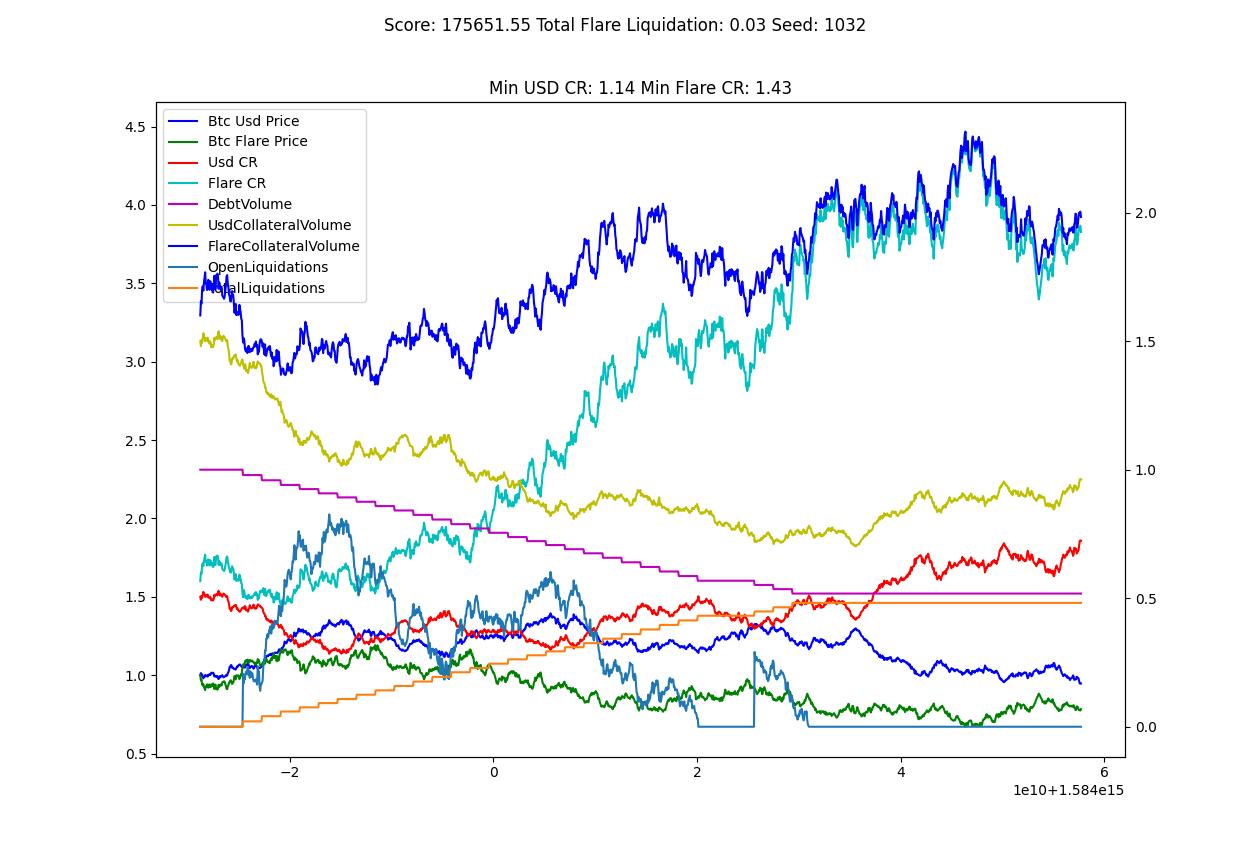 Score: 175651.55 Total Flare Liquidation: 0.03 Seed: 1032
Min USD CR: 1.14 Min Flare CR: 1.43
Btc Usd Price
Btc Flare Price
Usd CR
Flare CR
DebtVolume
UsdCollateralVolume
FlareCollateralVolume
OpenLiquidations
TotalLiquidations
4.5
4.0
3.5
3.0
2.5
2.0
1.5
1.0
0.5
2.0
1.5
1.0
0.5
0.0
−2
0
2
4
6
1e10+1.584e15